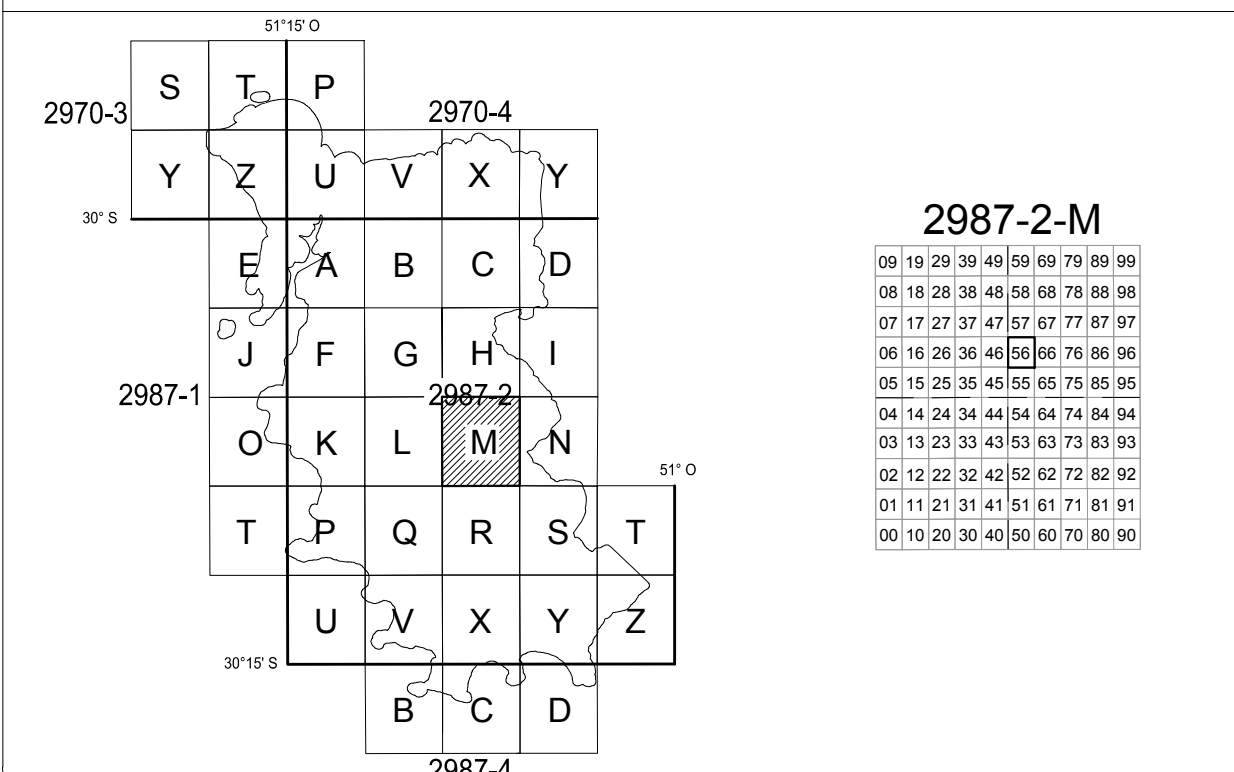 51°15' O
S T P
2970-3
2970-4
Y Z U V X Y
30° S
E A B C D
J F G H I
2987-1
2987-2
O K L M N
51° O
T P Q R S T
U V X Y Z
30°15' S
B C D
2987-4
2987-2-M
09 19 29 39 49 59 69 79 89 99
08 18 28 38 48 58 68 78 88 98
07 17 27 37 47 57 67 77 87 97
06 16 26 36 46 56 66 76 86 96
05 15 25 35 45 55 65 75 85 95
04 14 24 34 44 54 64 74 84 94
03 13 23 33 43 53 63 73 83 93
02 12 22 32 42 52 62 72 82 92
01 11 21 31 41 51 61 71 81 91
00 10 20 30 40 50 60 70 80 90